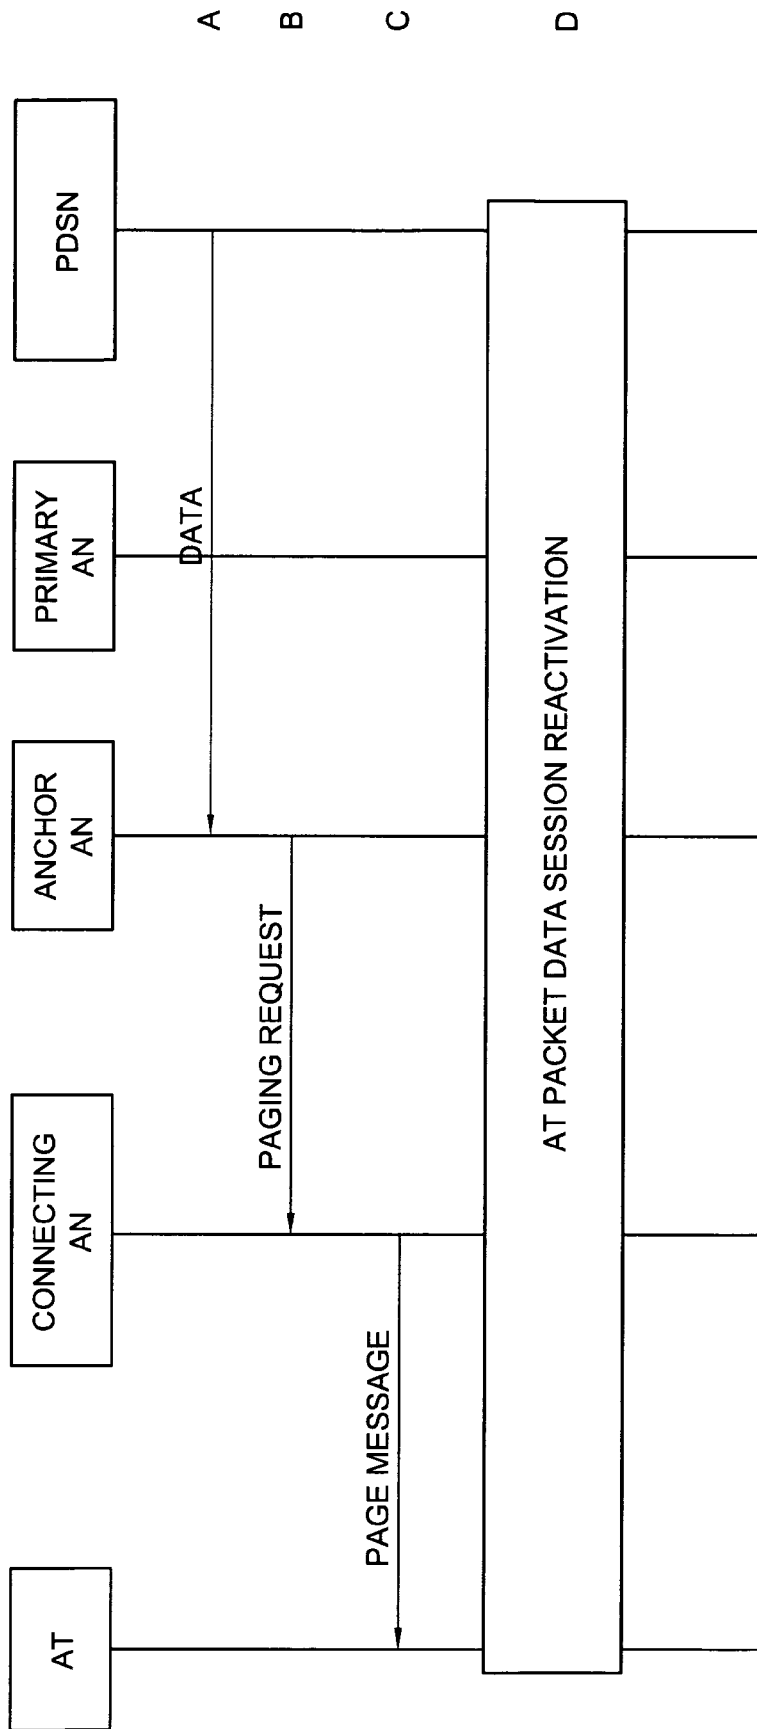 AT
CONNECTING
AN
ANCHOR
AN
PRIMARY
AN
PDSN
DATA
A
PAGING REQUEST
B
PAGE MESSAGE
C
AT PACKET DATA SESSION REACTIVATION
D